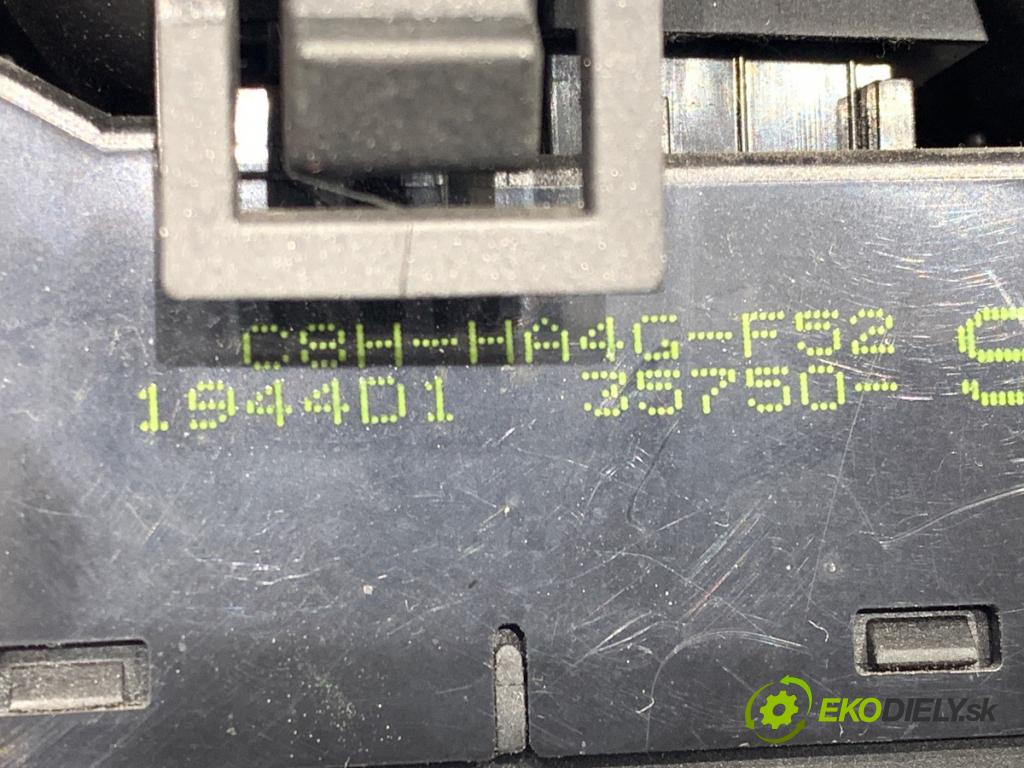 C8H-HA4G-F52
1944D1 35750-
EKODIELY.sk